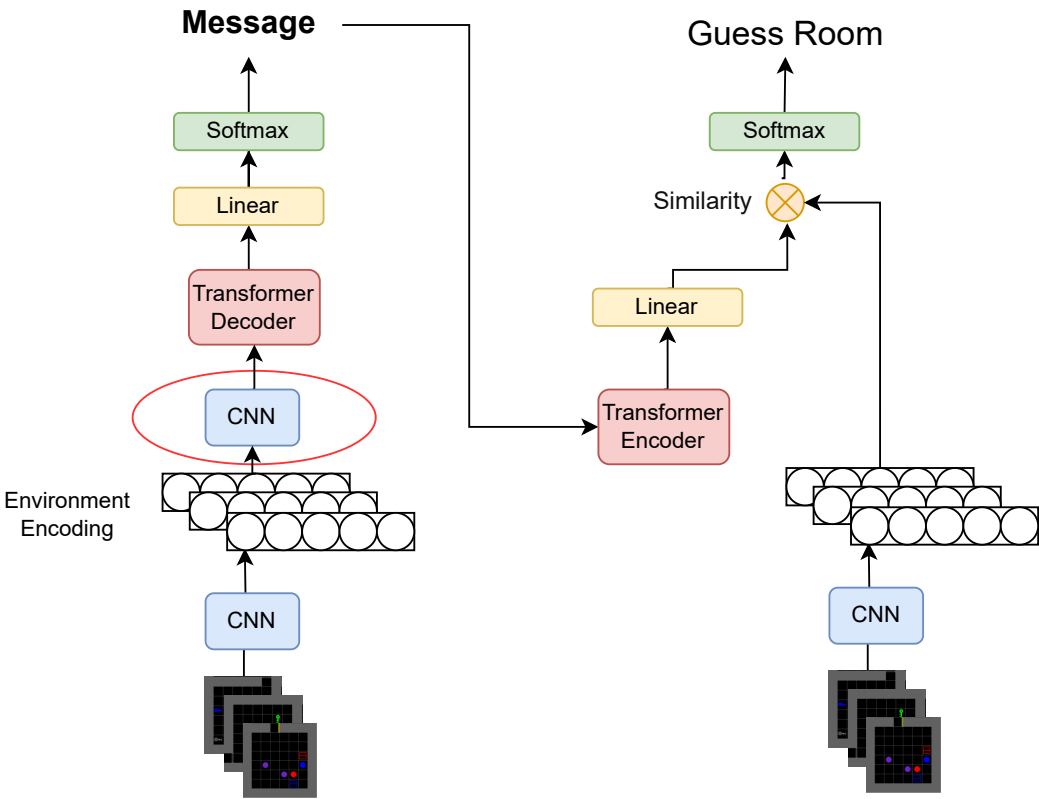 Message
Guess Room
Softmax
Softmax
Linear
Similarity
Transformer
Decoder
Linear
CNN
Transformer
Encoder
Environment
Encoding
CNN
CNN